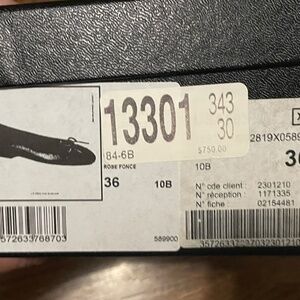 13301
343
30
$750.00
84-6B
ROSE FONCE
36
10B
2819X0589
10B
N° cde client : 2301210
N° réception : 1171335
N° fiche : 02154481
3572633768703
589900